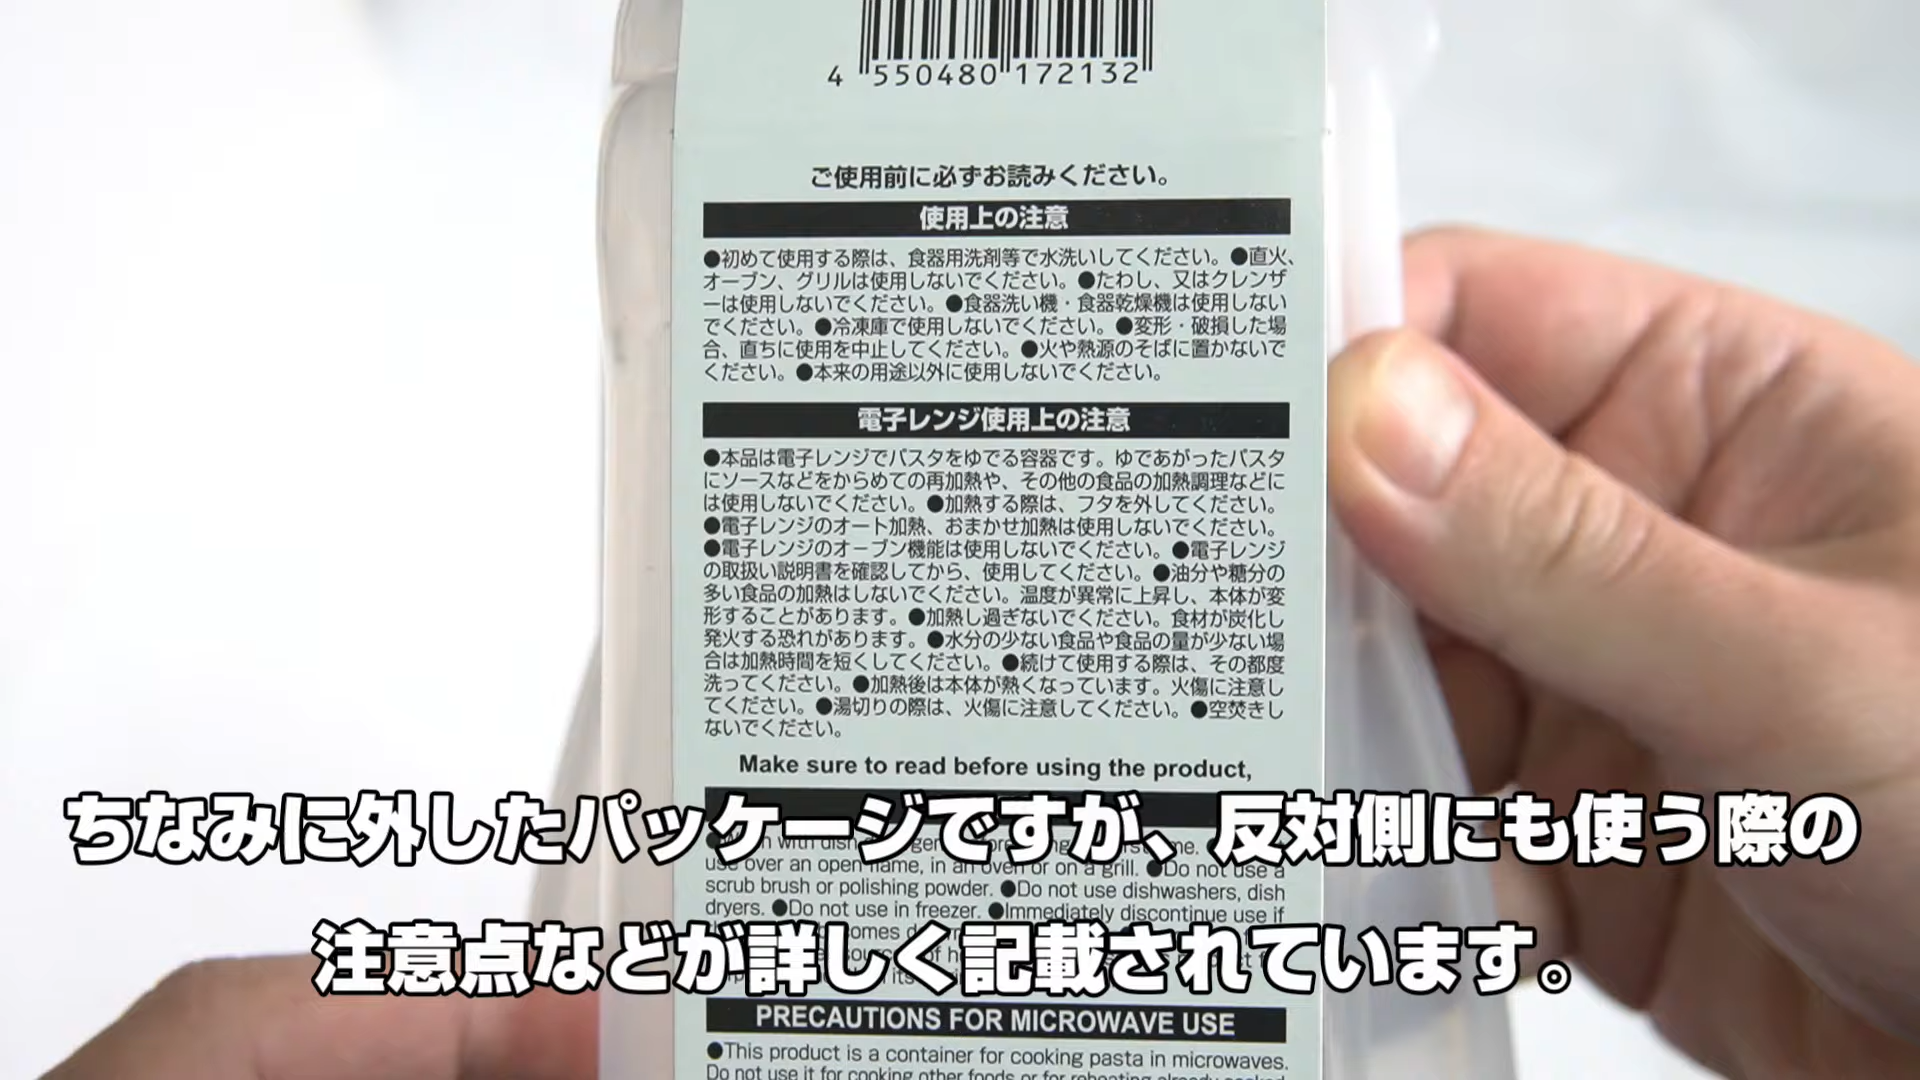 4 550480 172132
ご使用前に必ずお読みください。
使用上の注意
●初めて使用する際は、食器用洗剤等で水洗いしてください。●直火、
オーブン、グリルは使用しないでください。●たわし、又はクレンザ
ーは使用しないでください。●食器洗い機・食器乾燥機は使用しない
でください。●冷凍庫で使用しないでください。●変形・破損した場
合、直ちに使用を中止してください。●火や熱源のそばに置かないで
ください。●本来の用途以外に使用しないでください。
電子レンジ使用上の注意
●本品は電子レンジでパスタをゆでる容器です。ゆであがったパスタ
にソースなどをからめての再加熱や、その他の食品の加熱調理などに
は使用しないでください。●加熱する際は、フタを外してください。
●電子レンジのオート加熱、おまかせ加熱は使用しないでください。
●電子レンジのオーブン機能は使用しないでください。●電子レンジ
の取扱い説明書を確認してから、使用してください。●油分や糖分の
多い食品の加熱はしないでください。温度が異常に上昇し、本体が変
形することがあります。●加熱し過ぎないでください。食材が炭化し
発火する恐れがあります。●水分の少ない食品や食品の量が少ない場
合は加熱時間を短くしてください。●続けて使用する際は、その都度
洗ってください。●加熱後は本体が熱くなっています。火傷に注意し
てください。●湯切りの際は、火傷に注意してください。●空焚きし
ないでください。
Make sure to read before using the product,
ちなみに外したパッケージですが、反対側にも使う際の
use over an open flame, in an oven or on a grill. ●Do not use a
scrub brush or polishing powder. ●Do not use dishwashers, dish
dryers. ●Do not use in freezer. ●Immediately discontinue use if
注意点などが詳しく記載されています。
PRECAUTIONS FOR MICROWAVE USE
●This product is a container for cooking pasta in microwaves.
Do not use it for cooking other foods or for reheating already cooked